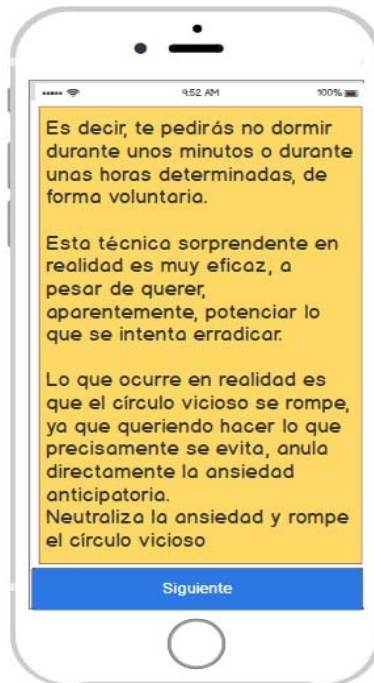 9:52 AM
100%
Es decir, te pedirás no dormir
durante unos minutos o durante
unas horas determinadas, de
forma voluntaria.
Esta técnica sorprendente en
realidad es muy eficaz, a
pesar de querer,
aparentemente, potenciar lo
que se intenta erradicar.
Lo que ocurre en realidad es
que el círculo vicioso se rompe,
ya que queriendo hacer lo que
precisamente se evita, anula
directamente la ansiedad
anticipatoria.
Neutraliza la ansiedad y rompe
el círculo vicioso
Siguiente